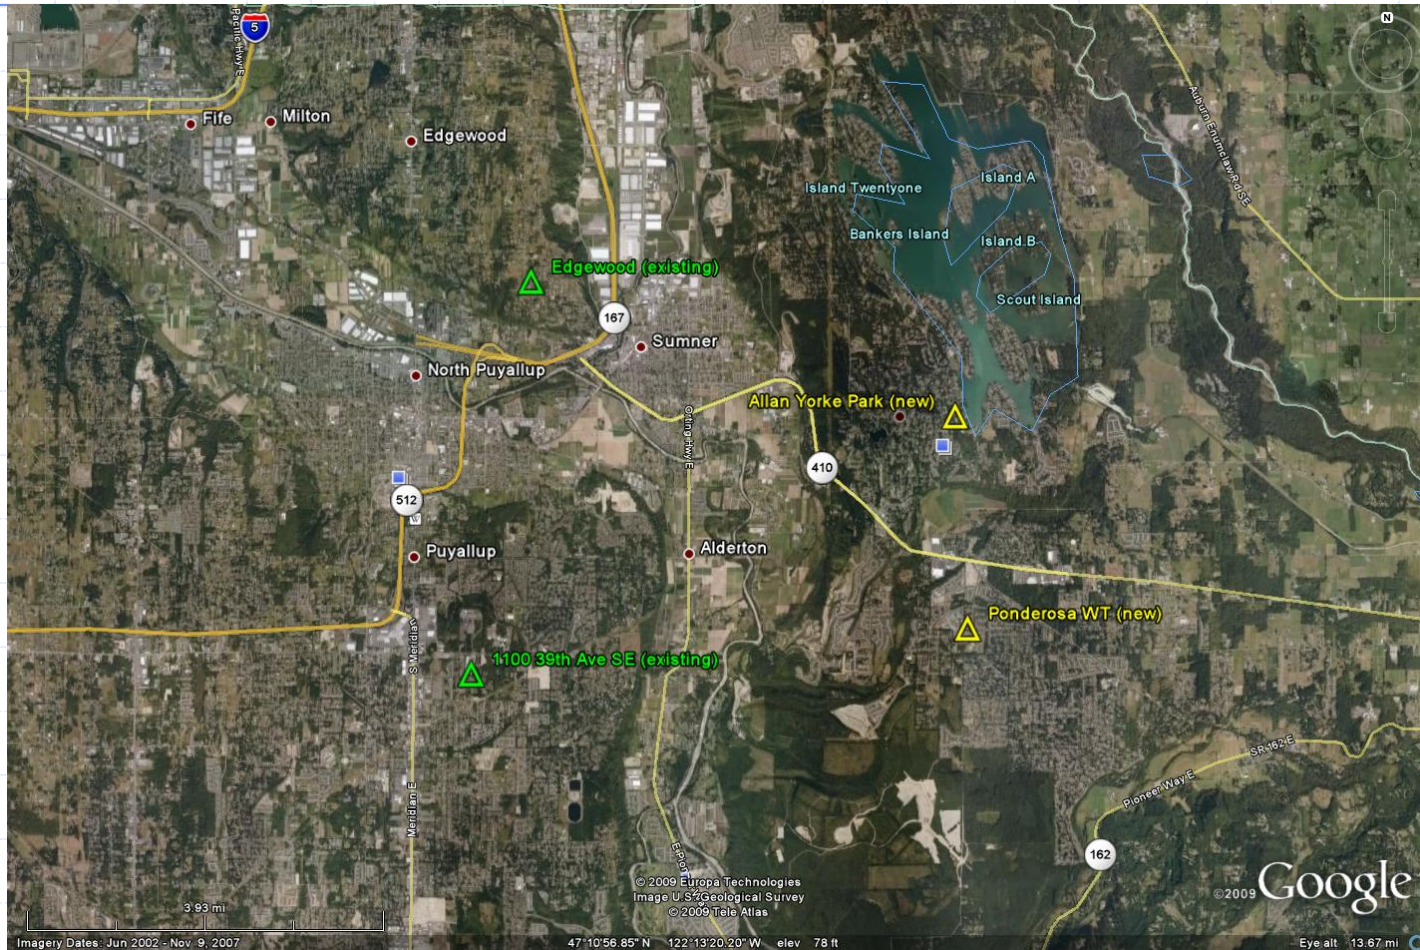 N
5
Pacific Hwy E
Fife
Milton
Edgewood
Auburn Enumclaw Rd SE
Island A
Island Twentyone
Bankers Island
Island B
Edgewood (existing)
Scout Island
167
Sumner
North Puyallup
Allan Yorke Park (new)
Orting Hwy E
410
512
W
Puyallup
Alderton
Ponderosa WT (new)
S Meridian
1100 39th Ave SE (existing)
SR 162 E
Pioneer Way E
Meridian E
162
© 2009 Europa Technologies
Image U.S. Geological Survey
© 2009 Tele Atlas
©2009 Google
3.93 mi
Imagery Dates: Jun 2002 - Nov 9, 2007
47°10'56.85" N 122°13'20.20" W elev 78 ft
Eye alt 13.67 mi